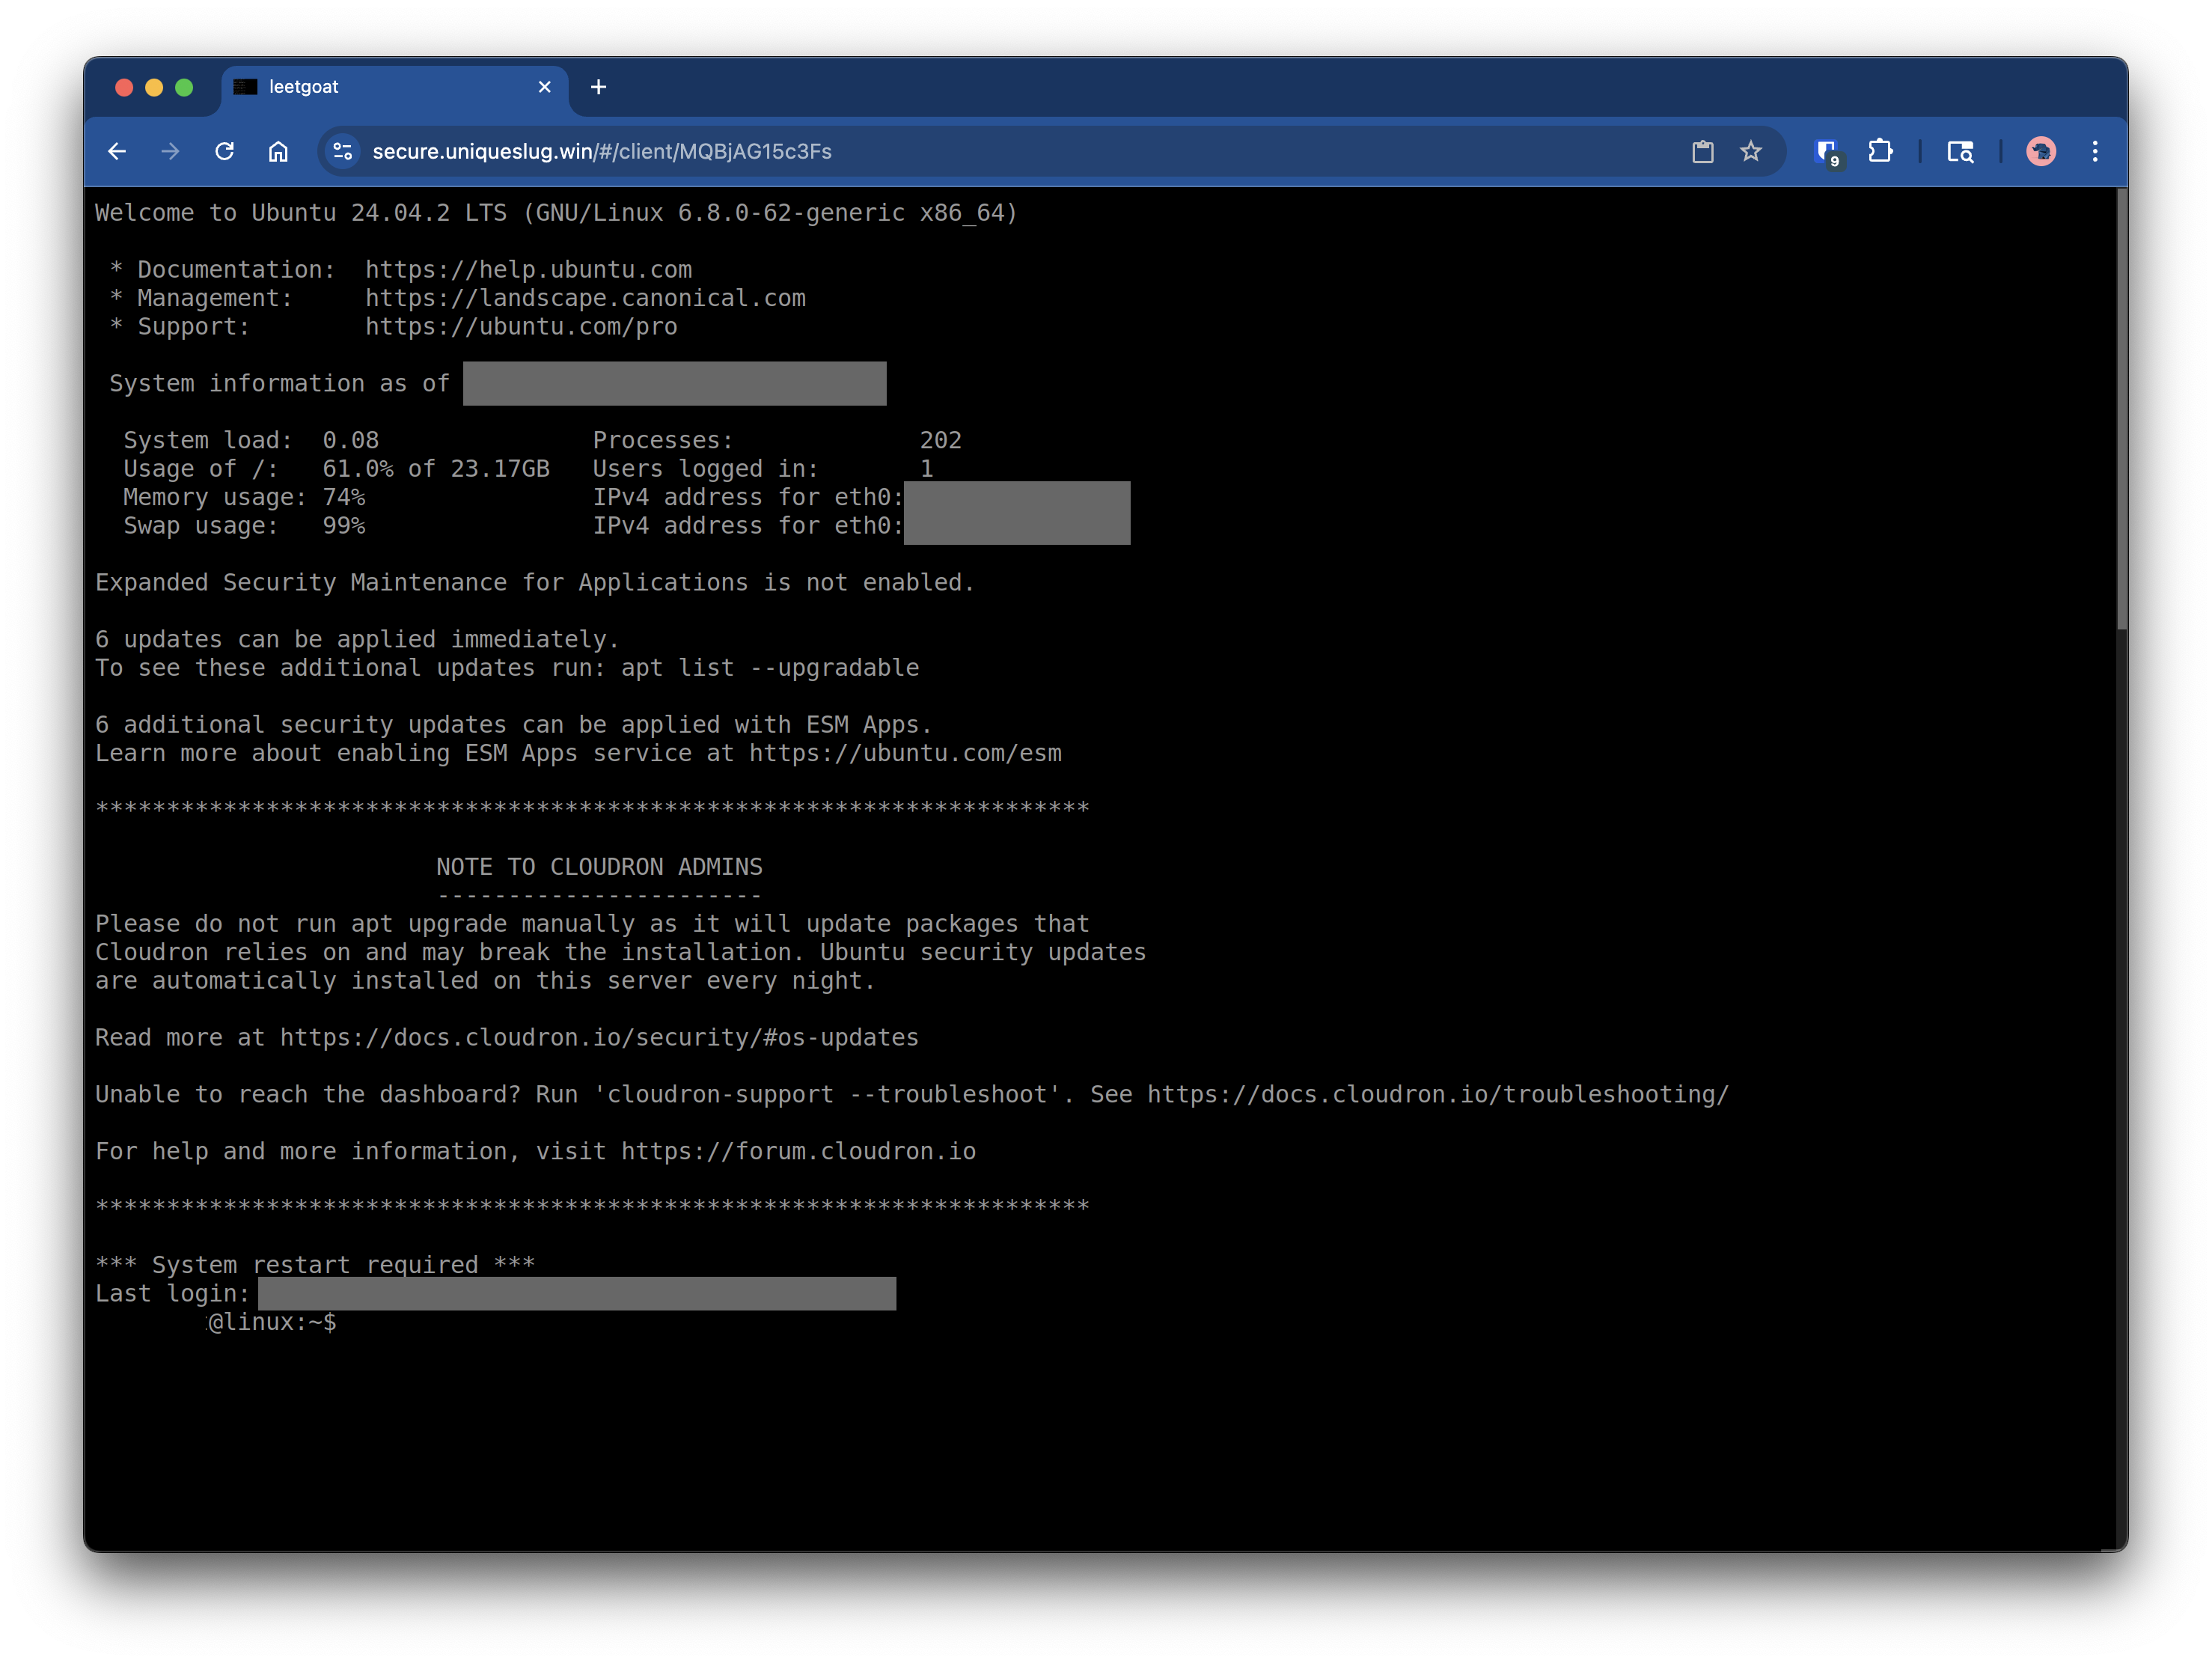 leetgoat
secure.uniqueslug.win/#/client/MQBjAG15c3Fs
9
Welcome to Ubuntu 24.04.2 LTS (GNU/Linux 6.8.0-62-generic x86_64)
* Documentation:  https://help.ubuntu.com
* Management:     https://landscape.canonical.com
* Support:        https://ubuntu.com/pro
System information as of
System load:  0.08               Processes:             202
Usage of /:   61.0% of 23.17GB   Users logged in:       1
Memory usage: 74%                IPv4 address for eth0:
Swap usage:   99%                IPv4 address for eth0:
Expanded Security Maintenance for Applications is not enabled.
6 updates can be applied immediately.
To see these additional updates run: apt list --upgradable
6 additional security updates can be applied with ESM Apps.
Learn more about enabling ESM Apps service at https://ubuntu.com/esm
**********************************************************************
NOTE TO CLOUDRON ADMINS
-----------------------
Please do not run apt upgrade manually as it will update packages that
Cloudron relies on and may break the installation. Ubuntu security updates
are automatically installed on this server every night.
Read more at https://docs.cloudron.io/security/#os-updates
Unable to reach the dashboard? Run 'cloudron-support --troubleshoot'. See https://docs.cloudron.io/troubleshooting/
For help and more information, visit https://forum.cloudron.io
**********************************************************************
*** System restart required ***
Last login:
@linux:~$